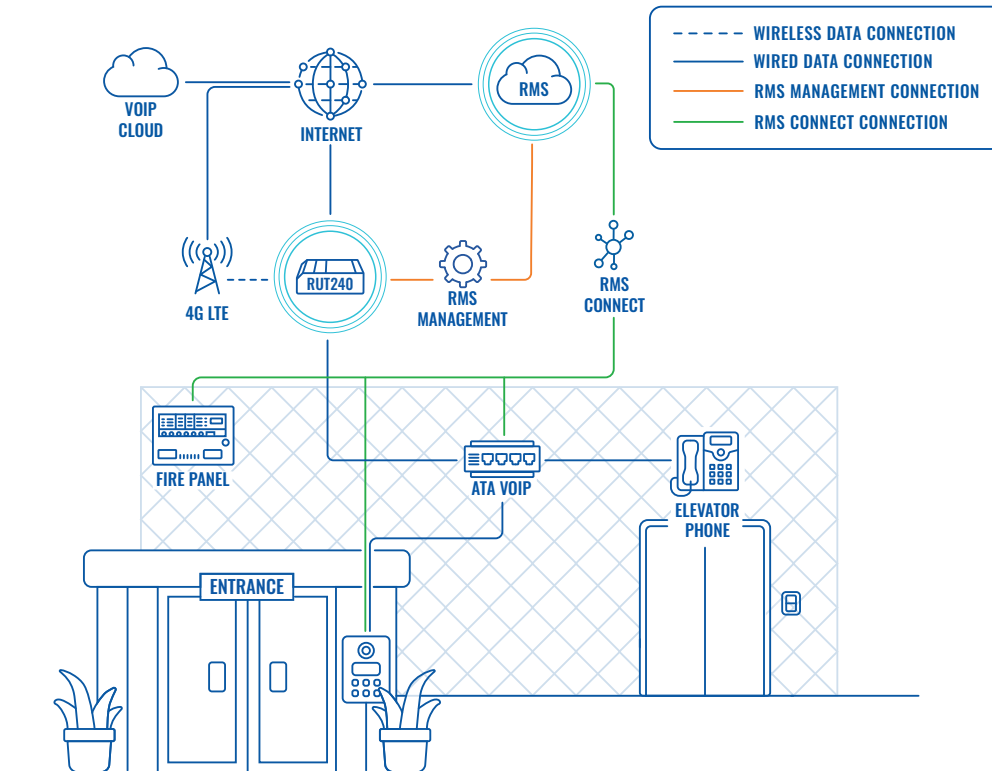 WIRELESS DATA CONNECTION
WIRED DATA CONNECTION
RMS MANAGEMENT CONNECTION
RMS CONNECT CONNECTION
VOIP
CLOUD
INTERNET
RMS
4G LTE
RUT240
RMS
MANAGEMENT
RMS
CONNECT
FIRE PANEL
ATA VOIP
ELEVATOR
PHONE
ENTRANCE